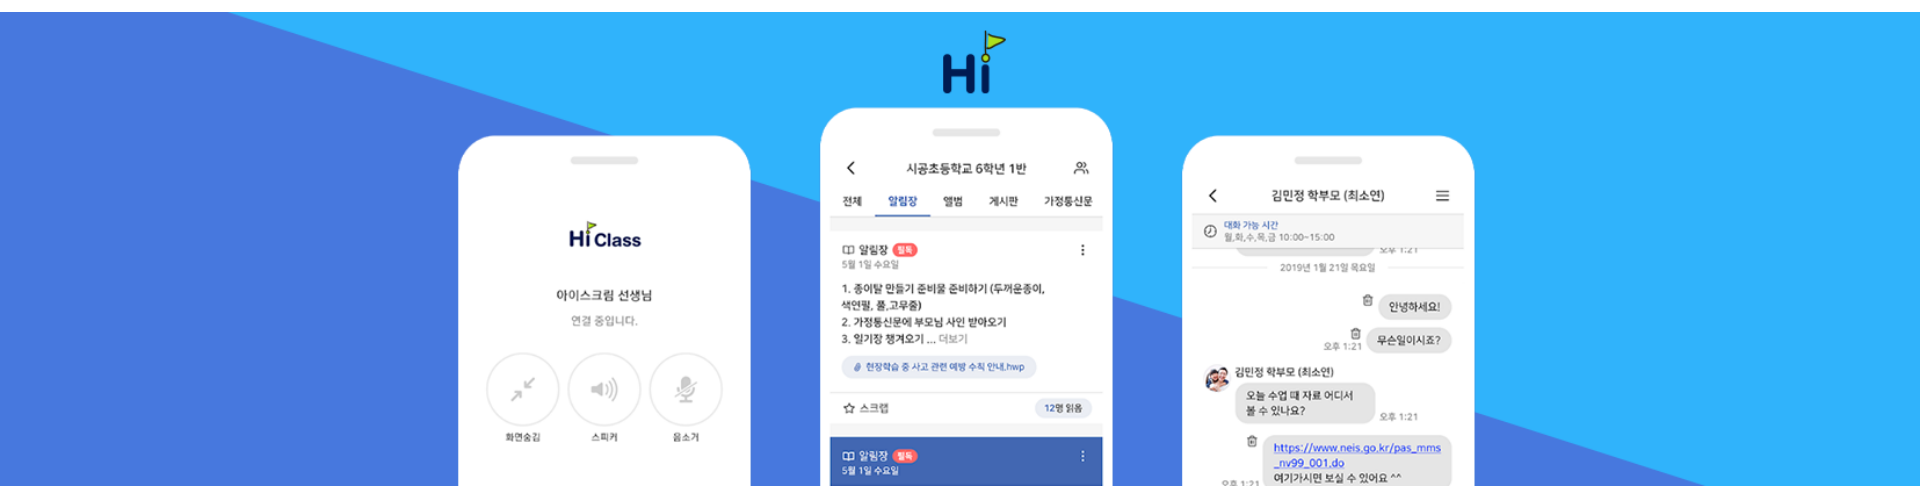 Hi
Hi Class
아이스크림 선생님
연결 중입니다.
화면숨김
스피커
음소거
시공초등학교 6학년 1반
전체 알림장 앨범 게시판 가정통신문
알림장 필독
5월 1일 수요일
1. 종이탈 만들기 준비물 준비하기 (두꺼운종이,
색연필, 풀,고무줄)
2. 가정통신문에 부모님 사인 받아오기
3. 일기장 챙겨오기 ... 더보기
현장학습 중 사고 관련 예방 수칙 안내.hwp
스크랩
12명 읽음
알림장 필독
5월 1일 수요일
김민정 학부모 (최소연)
대화 가능 시간
월,화,수,목,금 10:00~15:00
오후 1:21
2019년 1월 21일 목요일
안녕하세요!
무슨일이시죠?
오후 1:21
김민정 학부모 (최소연)
오늘 수업 때 자료 어디서
볼 수 있나요?
오후 1:21
https://www.neis.go.kr/pas_mms
_nv99_001.do
여기가시면 보실 수 있어요 ^^
오후 1:21